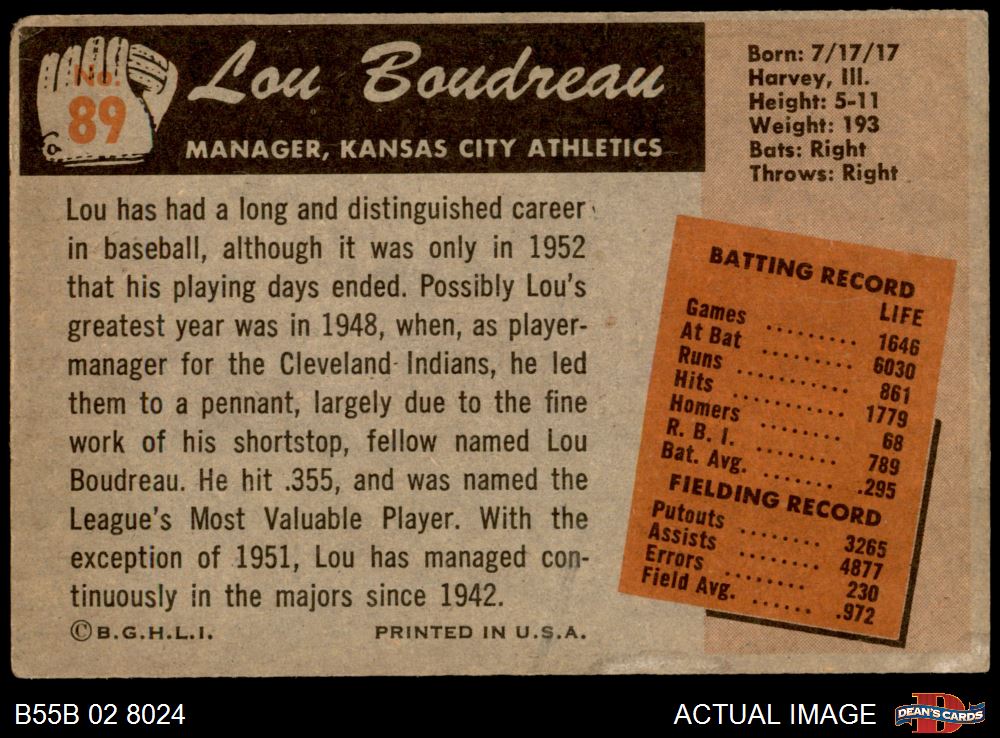 No.
89
Lou Boudreau
MANAGER, KANSAS CITY ATHLETICS
Born: 7/17/17
Harvey, Ill.
Height: 5-11
Weight: 193
Bats: Right
Throws: Right
Lou has had a long and distinguished career
in baseball, although it was only in 1952
that his playing days ended. Possibly Lou's
greatest year was in 1948, when, as player-
manager for the Cleveland Indians, he led
them to a pennant, largely due to the fine
work of his shortstop, fellow named Lou
Boudreau. He hit .355, and was named the
League's Most Valuable Player. With the
exception of 1951, Lou has managed con-
tinuously in the majors since 1942.
©B.G.H.L.I. PRINTED IN U.S.A.
BATTING RECORD
LIFE
Games ........ 1646
At Bat ........ 6030
Runs .......... 861
Hits .......... 1779
Homers ........ 68
R. B. I. ........ 789
Bat. Avg. ....... .295
FIELDING RECORD
Putouts ........ 3265
Assists ........ 4877
Errors ........ 230
Field Avg. ...... .972
B55B 02 8024
ACTUAL IMAGE
D
DEAN'S CARDS